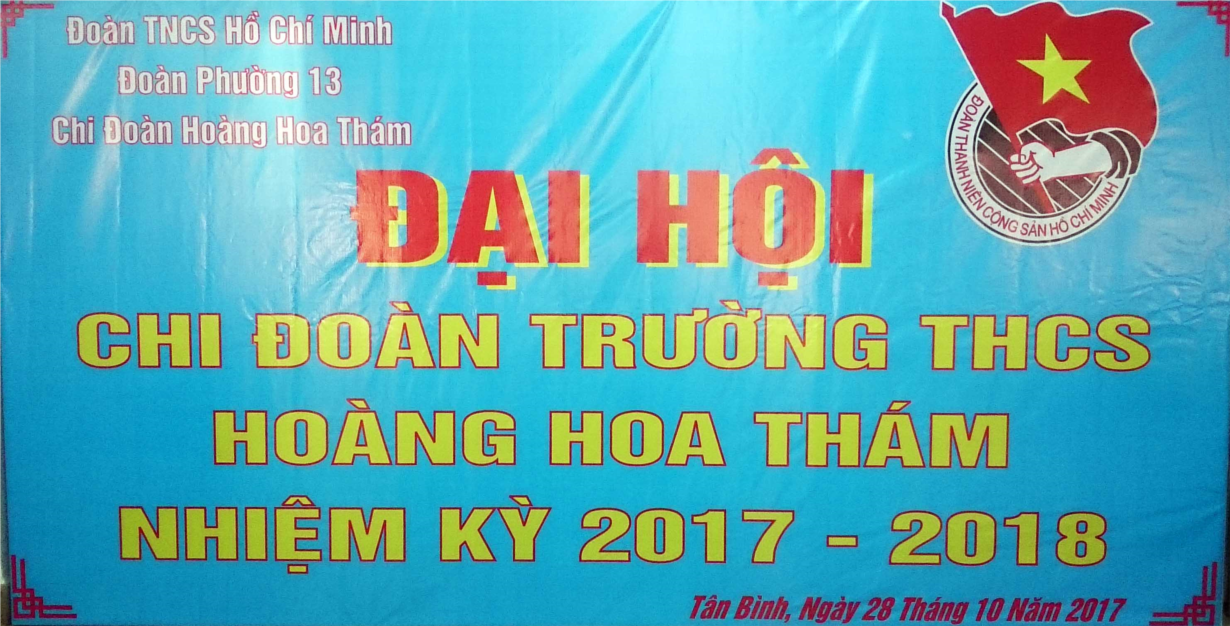 Đoàn TNCS Hồ Chí Minh
Đoàn Phường 13
Chi Đoàn Hoàng Hoa Thám
ĐOÀN THANH NIÊN CỘNG SẢN HỒ CHÍ MINH
ĐẠI HỘI
CHI ĐOÀN TRƯỜNG THCS
HOÀNG HOA THÁM
NHIỆM KỲ 2017 - 2018
Tân Bình, Ngày 28 Tháng 10 Năm 2017